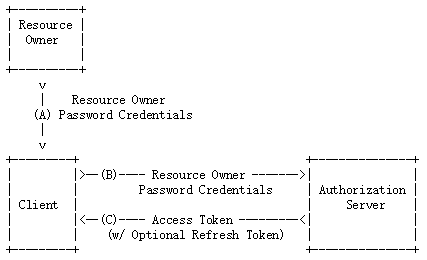 Resource
Owner
Resource Owner
(A) Password Credentials
(B) Resource Owner
Password Credentials
Client
Authorization
Server
(C) Access Token
(w/ Optional Refresh Token)